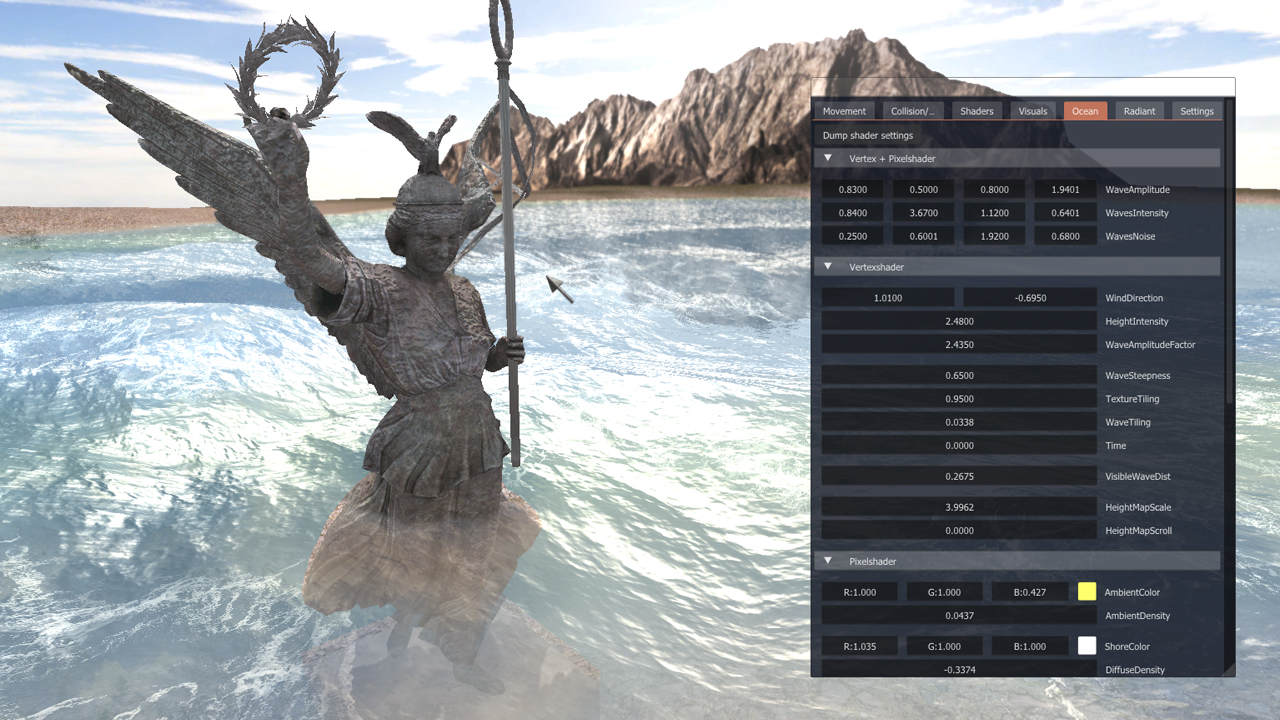 Movement Collision/... Shaders Visuals Ocean Radiant Settings
Dump shader settings
Vertex + Pixelshader
0.8300 0.5000 0.8000 1.9401 WaveAmplitude
0.8400 3.6700 1.1200 0.6401 WavesIntensity
0.2500 0.6001 1.9200 0.6800 WavesNoise
Vertexshader
1.0100 -0.6950 WindDirection
2.4800 HeightIntensity
2.4350 WaveAmplitudeFactor
0.6500 WaveSteepness
0.9500 TextureTiling
0.0338 WaveTiling
0.0000 Time
0.2675 VisibleWaveDist
3.9962 HeightMapScale
0.0000 HeightMapScroll
Pixelshader
R:1.000 G:1.000 B:0.427 AmbientColor
0.0437 AmbientDensity
R:1.035 G:1.000 B:1.000 ShoreColor
-0.3374 DiffuseDensity